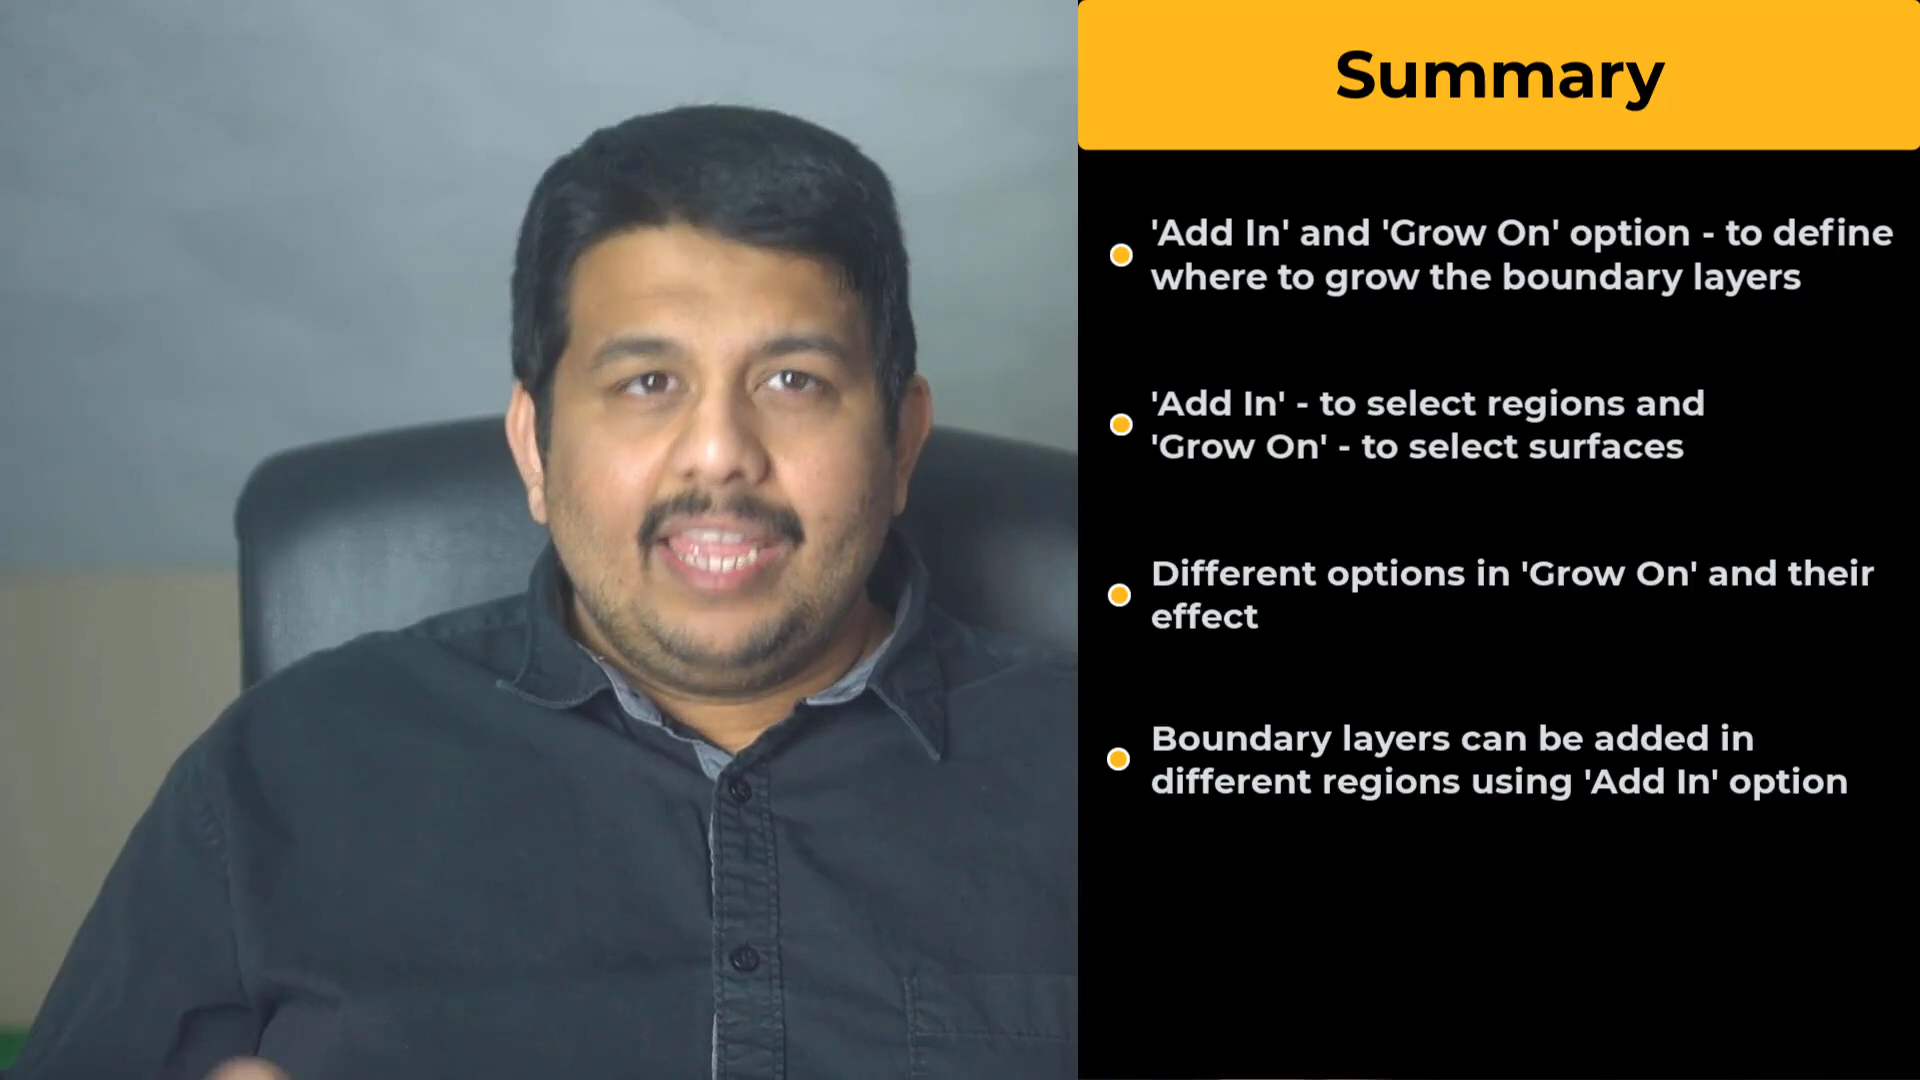 Summary
'Add In' and 'Grow On' option - to define
where to grow the boundary layers
'Add In' - to select regions and
'Grow On' - to select surfaces
Different options in 'Grow On' and their
effect
Boundary layers can be added in
different regions using 'Add In' option